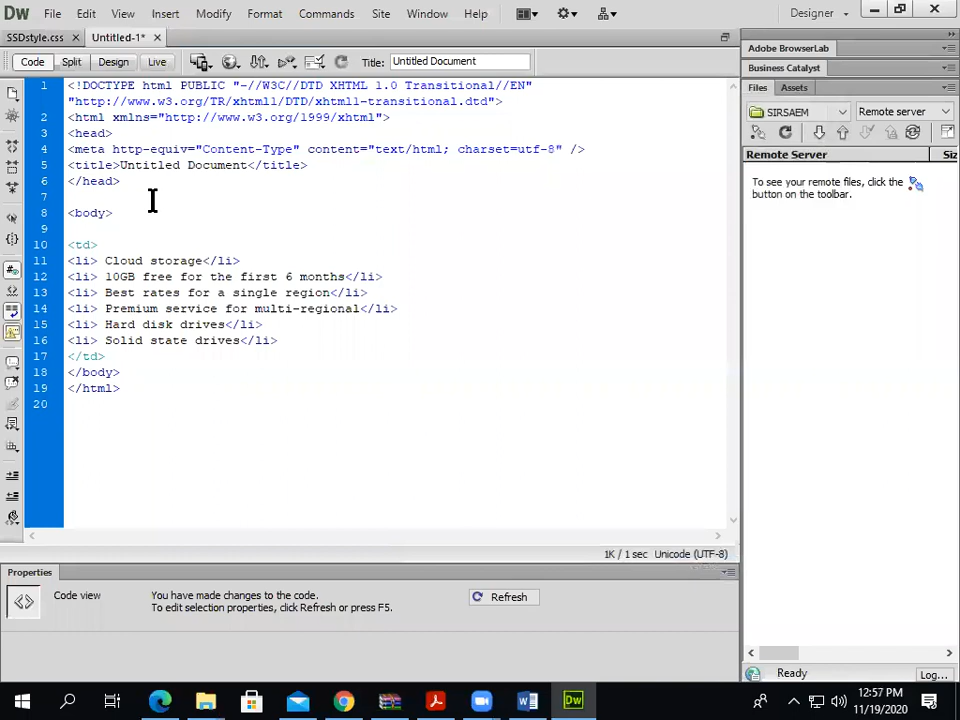 Dw File Edit View Insert Modify Format Commands Site Window Help Designer
SSDstyle.css × Untitled-1* ×
Code Split Design Live Title: Untitled Document
1 <!DOCTYPE html PUBLIC "-//W3C//DTD XHTML 1.0 Transitional//EN"
"http://www.w3.org/TR/xhtml1/DTD/xhtml1-transitional.dtd">
2 <html xmlns="http://www.w3.org/1999/xhtml">
3 <head>
4 <meta http-equiv="Content-Type" content="text/html; charset=utf-8" />
5 <title>Untitled Document</title>
6 </head>
7
8 <body>
9
10 <td>
11 <li> Cloud storage</li>
12 <li> 10GB free for the first 6 months</li>
13 <li> Best rates for a single region</li>
14 <li> Premium service for multi-regional</li>
15 <li> Hard disk drives</li>
16 <li> Solid state drives</li>
17 </td>
18 </body>
19 </html>
20
1K / 1 sec Unicode (UTF-8)
Properties
Code view You have made changes to the code. Refresh
To edit selection properties, click Refresh or press F5.
Adobe BrowserLab
Business Catalyst
Files Assets
SIRSAEM Remote server
Remote Server Siz
To see your remote files, click the
button on the toolbar.
Ready Log...
12:57 PM
11/19/2020